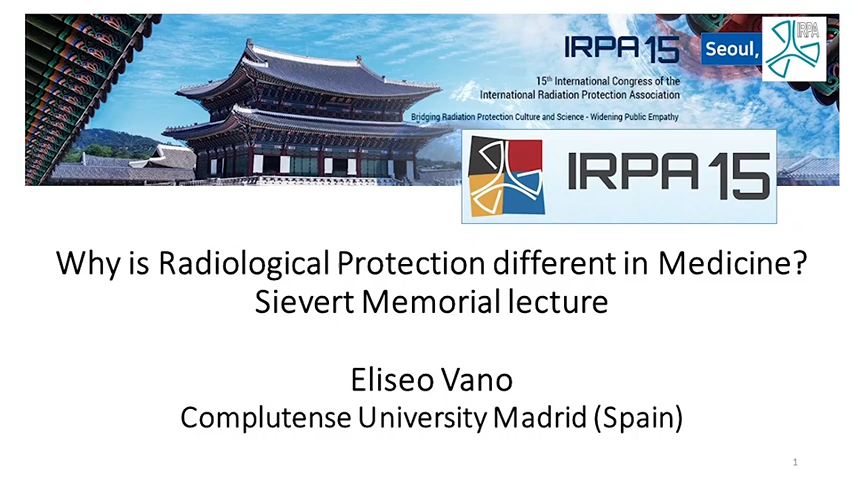 IRPA 15
Seoul,
IRPA
15th International Congress of the
International Radiation Protection Association
Bridging Radiation Protection Culture and Science - Widening Public Empathy
IRPA 15
Why is Radiological Protection different in Medicine?
Sievert Memorial lecture
Eliseo Vano
Complutense University Madrid (Spain)
1